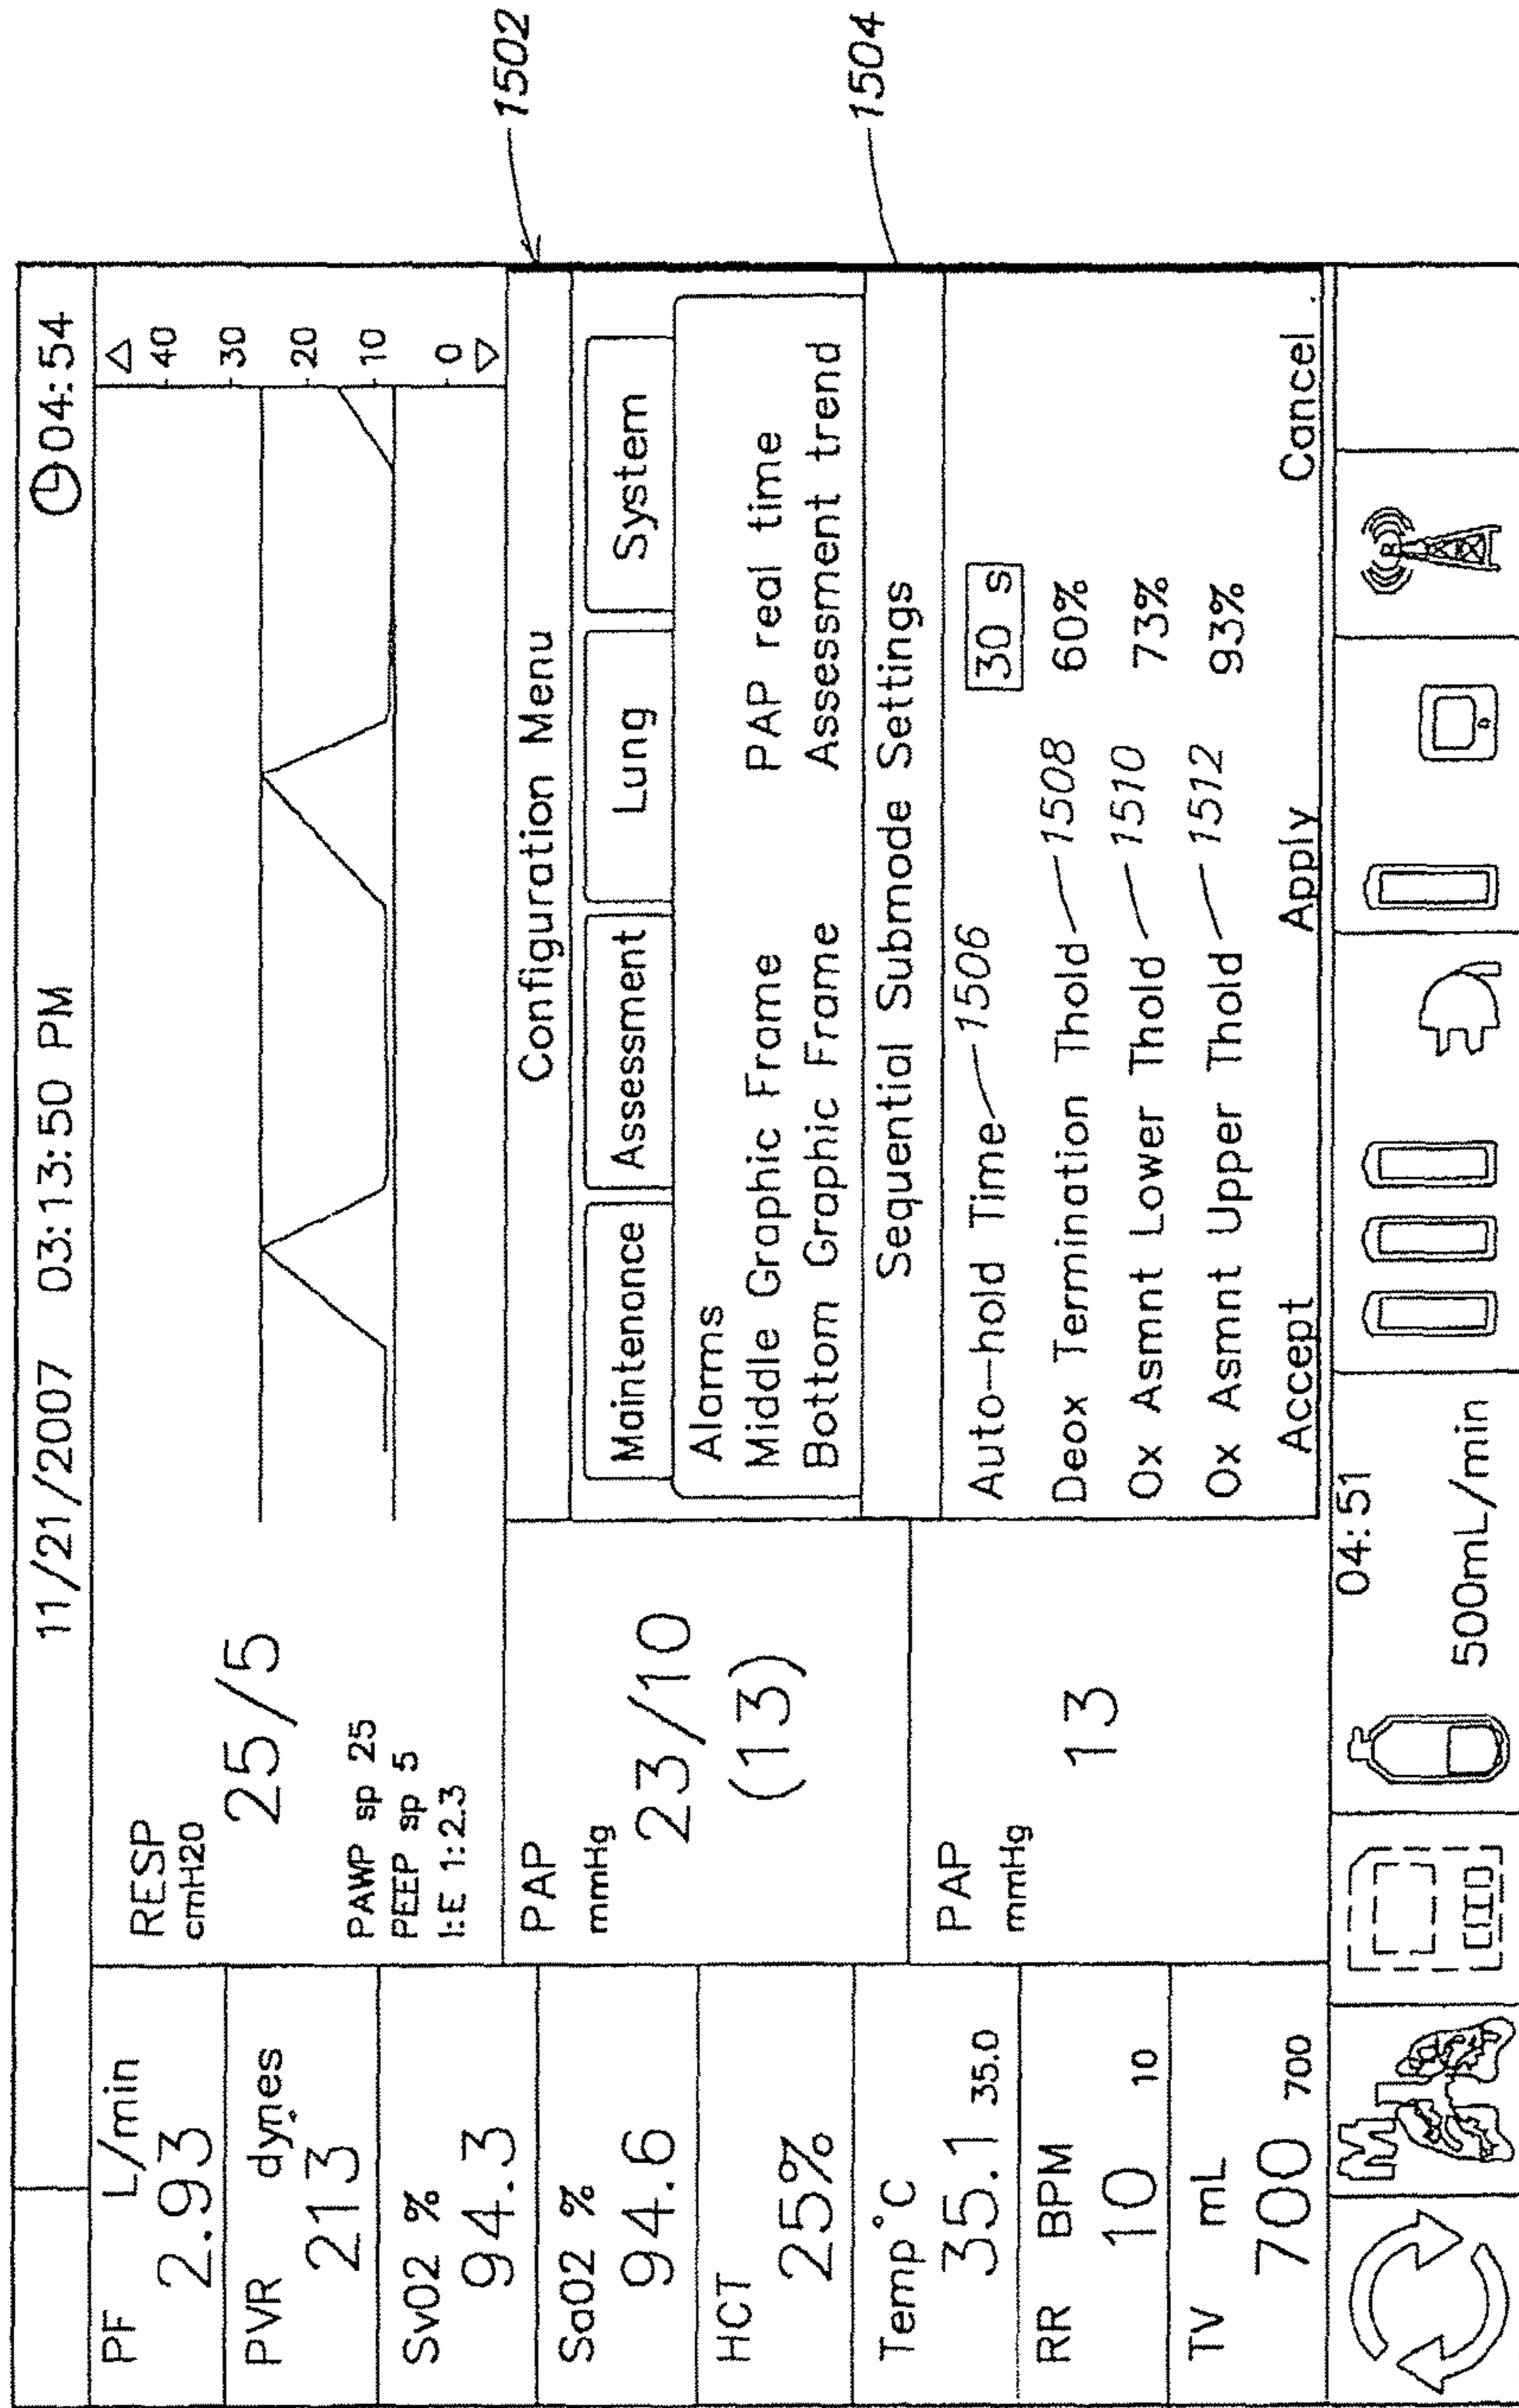 11/21/2007 03:13:50 PM
04:54
PF L/min
2.93
PVR dynes
213
SvO2 %
94.3
SaO2 %
94.6
HCT
25%
Temp °C
35.1 35.0
RR BPM
10 10
TV mL
700 700
RESP
cmH2O
25/5
PAWP sp 25
PEEP sp 5
I:E 1:2.3
40
30
20
10
0
PAP
mmHg
23/10
(13)
PAP
mmHg
13
Configuration Menu
1502
Maintenance Assessment Lung System
Alarms
Middle Graphic Frame PAP real time
Bottom Graphic Frame Assessment trend
Sequential Submode Settings
1504
Auto-hold Time 1506 30 s
Deox Termination Thold 1508 60%
Ox Asmnt Lower Thold 1510 73%
Ox Asmnt Upper Thold 1512 93%
Accept Apply Cancel
M
04:51
500mL/min